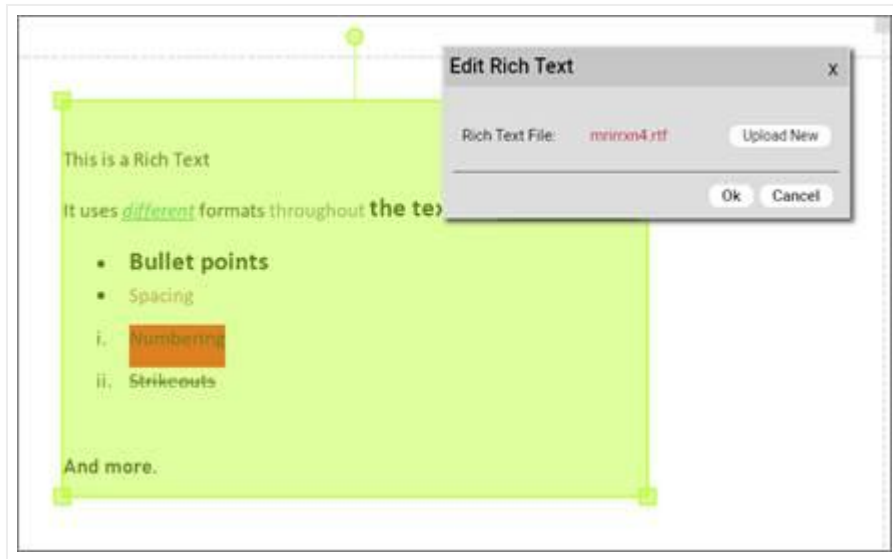 Edit Rich Text x
Rich Text File: Upload New
Ok Cancel
This is a Rich Text
It uses different formats throughout the tex
• Bullet points
• Spacing
i. Numbering
ii. Strikeouts
And more.